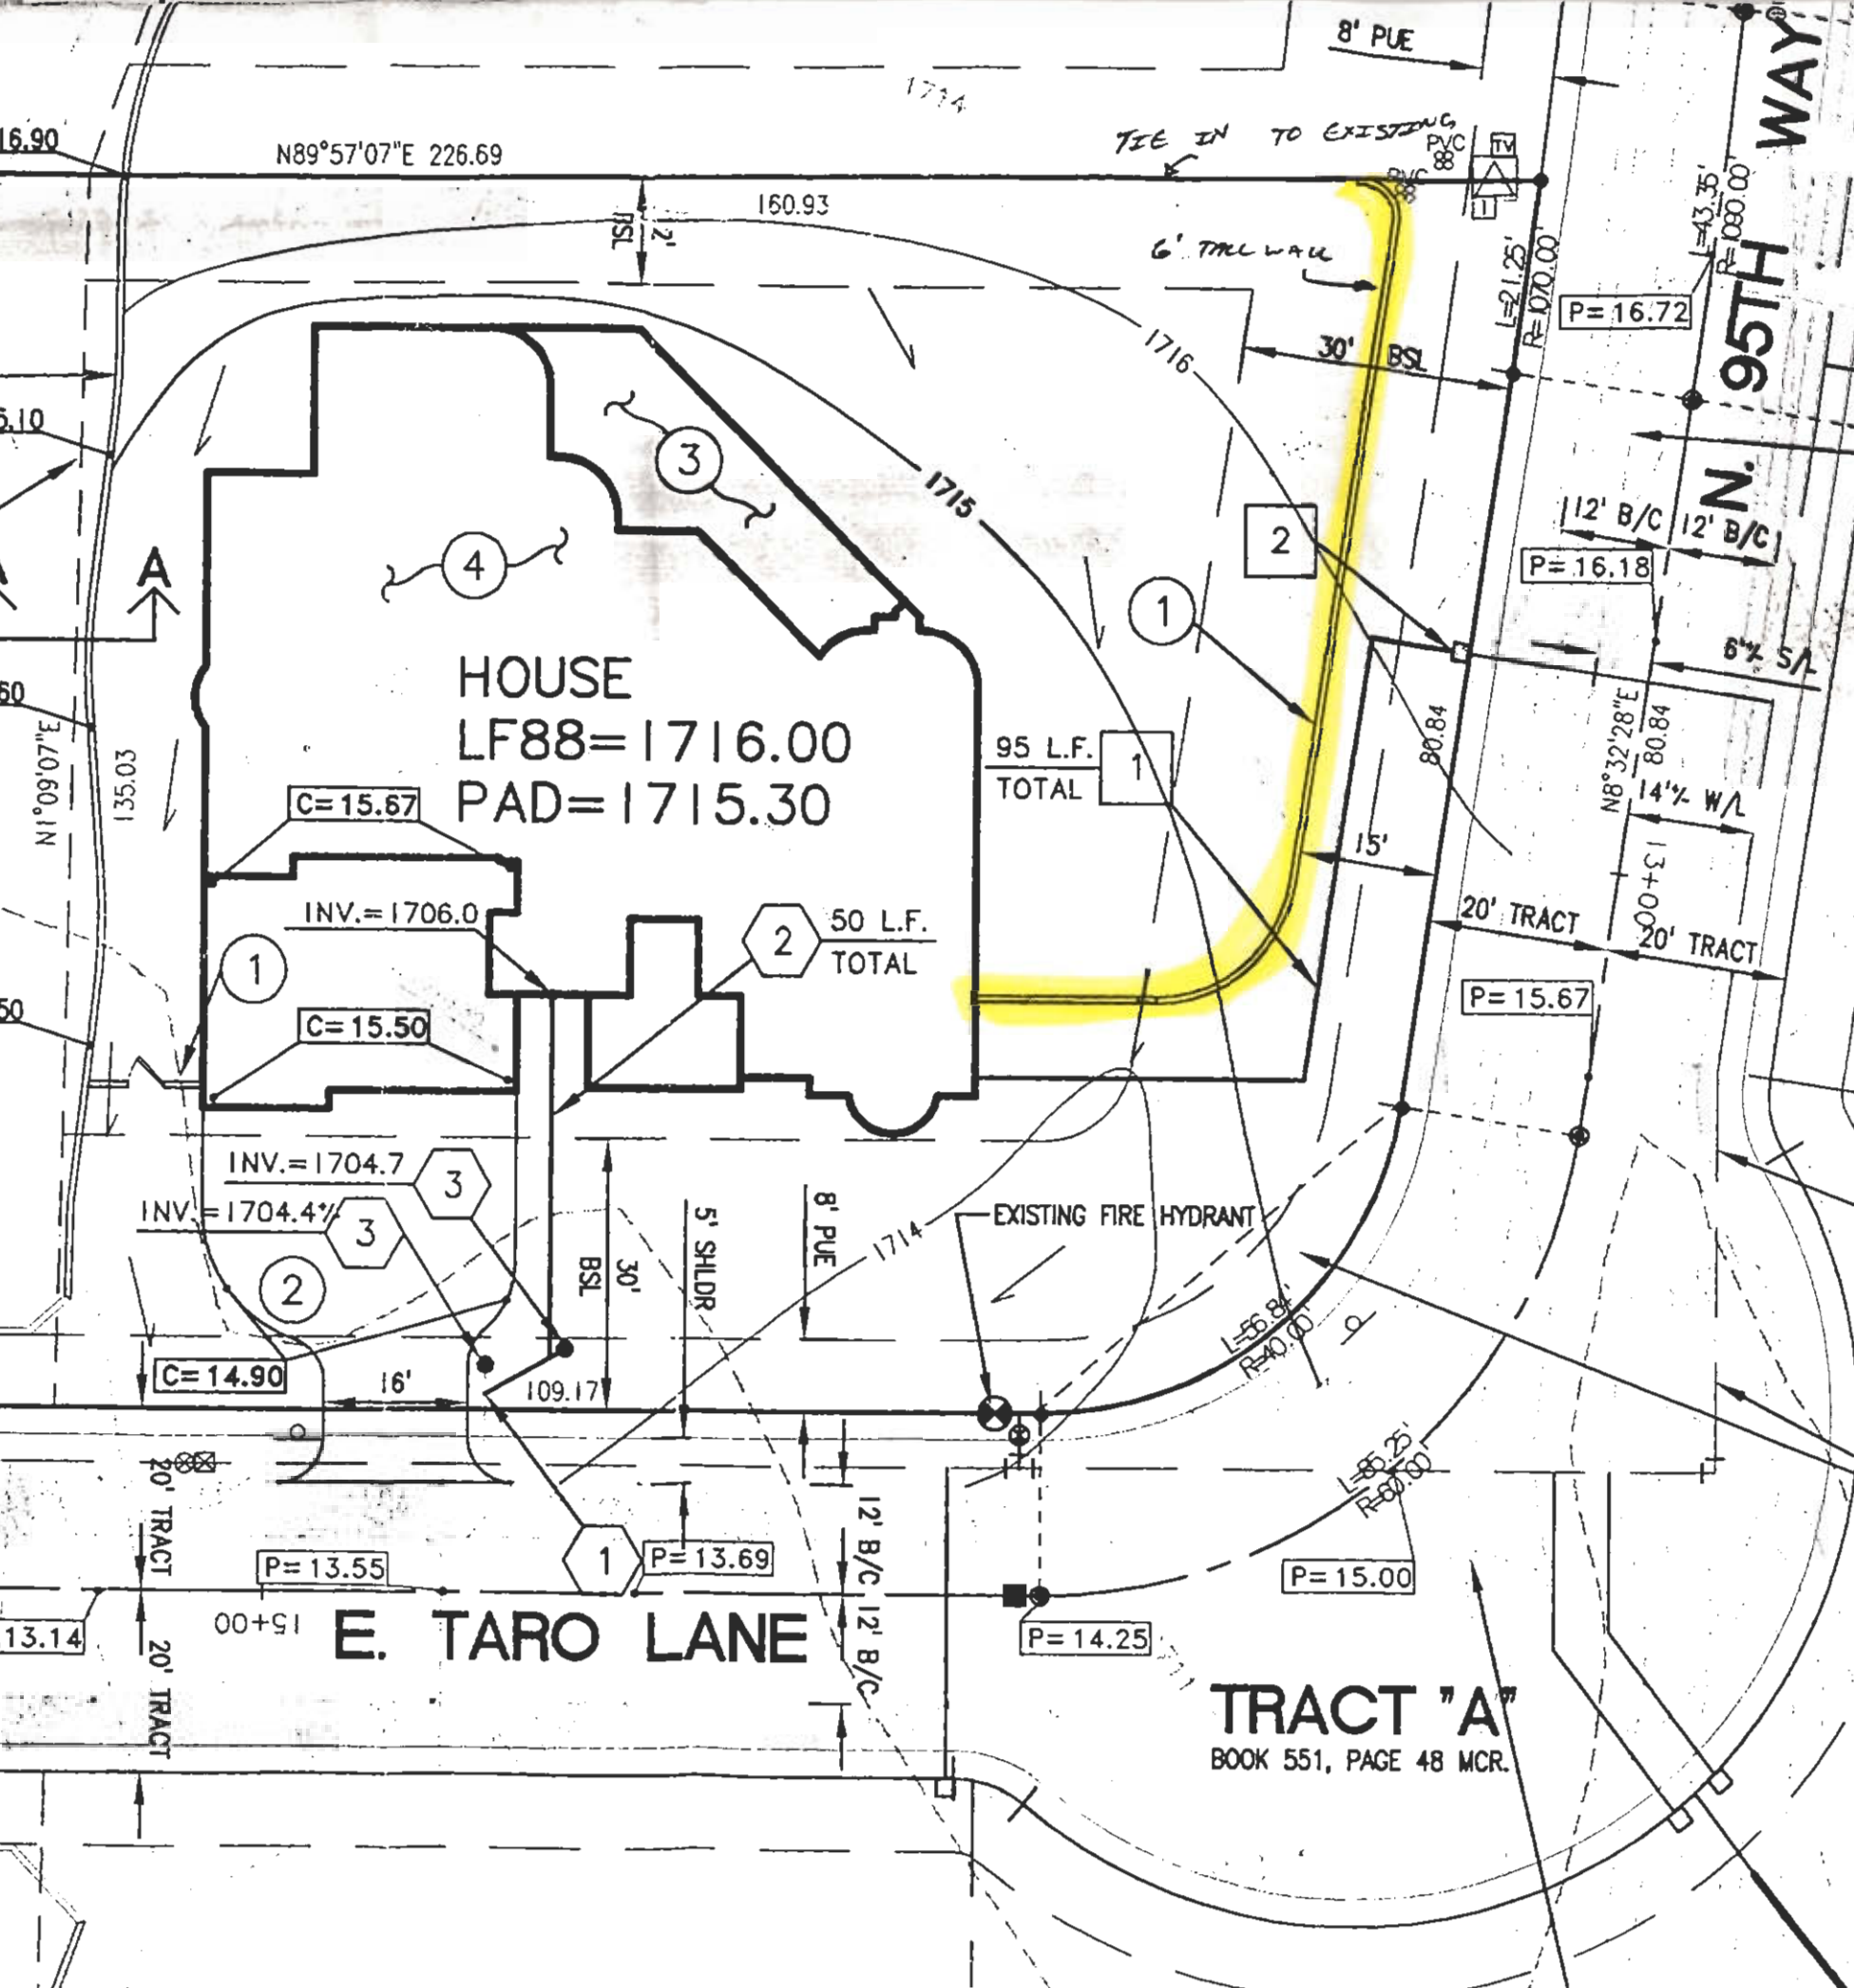 8' PUE
WAY
1714
TIE IN TO EXISTING
PVC
TV
16.90
N89°57'07"E 226.69
PVC
1
160.93
BSL
L=43.35'
R=1080.00'
6' TALL WALL
L=21.25'
R=1070.00'
P=16.72
1716
30' BSL
95TH
N.
3
1715
2
12' B/C
12' B/C
P=16.18
4
A
1
HOUSE
LF88=1716.00
PAD=1715.30
6"± S/L
N1°09'07"E
135.03
80.84
N8°32'28"E
80.84
95 L.F.
TOTAL
1
C=15.67
14'± W/L
15'
13+00
INV.=1706.0
2
50 L.F.
TOTAL
20' TRACT
20' TRACT
1
C=15.50
P=15.67
INV.=1704.7
3
INV.=1704.4±
3
2
30'
BSL
5' SHLDR
8' PUE
1714
EXISTING FIRE HYDRANT
C=14.90
16'
109.17
L=56.84'
R=40.00'
L=85.25'
R=60.00'
20' TRACT
12' B/C
P=13.55
1
P=13.69
P=15.00
13.14
15+00
E. TARO LANE
20' TRACT
12' B/C
P=14.25
TRACT "A"
BOOK 551, PAGE 48 MCR.